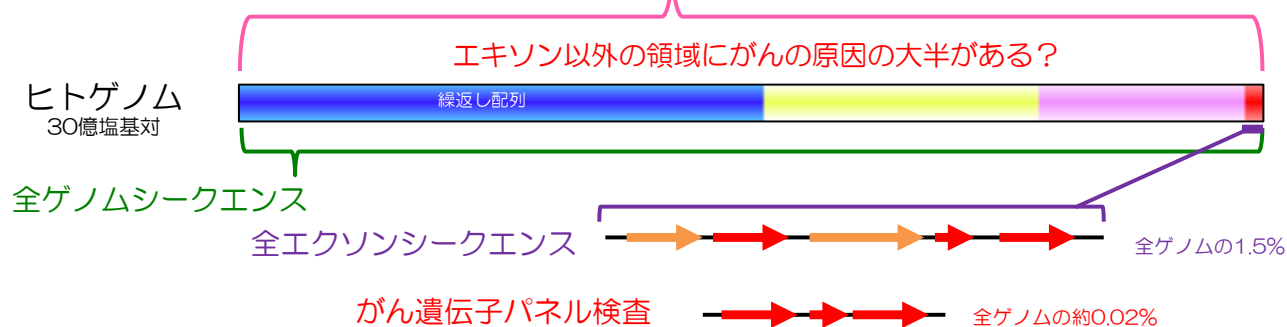 エキソン以外の領域にがんの原因の大半がある？
ヒトゲノム
繰返し配列
30億塩基対
全ゲノムシークエンス
全エクソンシークエンス
全ゲノムの1.5%
がん遺伝子パネル検査
全ゲノムの約0.02%